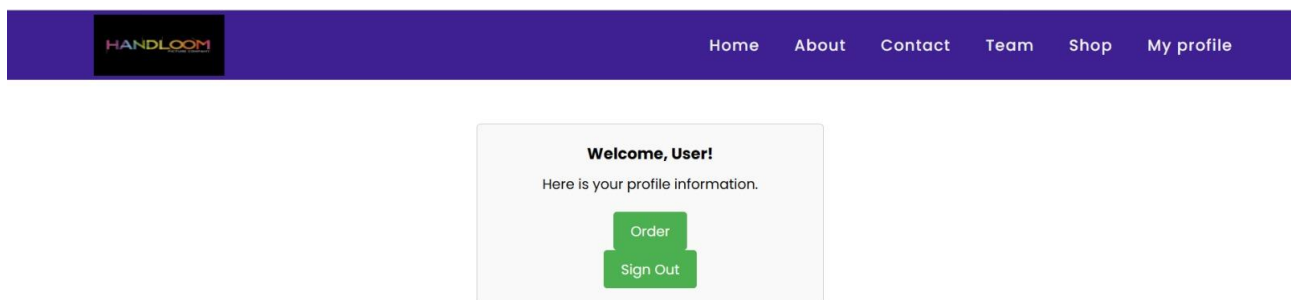 HANDLOOM
Home About Contact Team Shop My profile
Welcome, User!
Here is your profile information.
Order
Sign Out